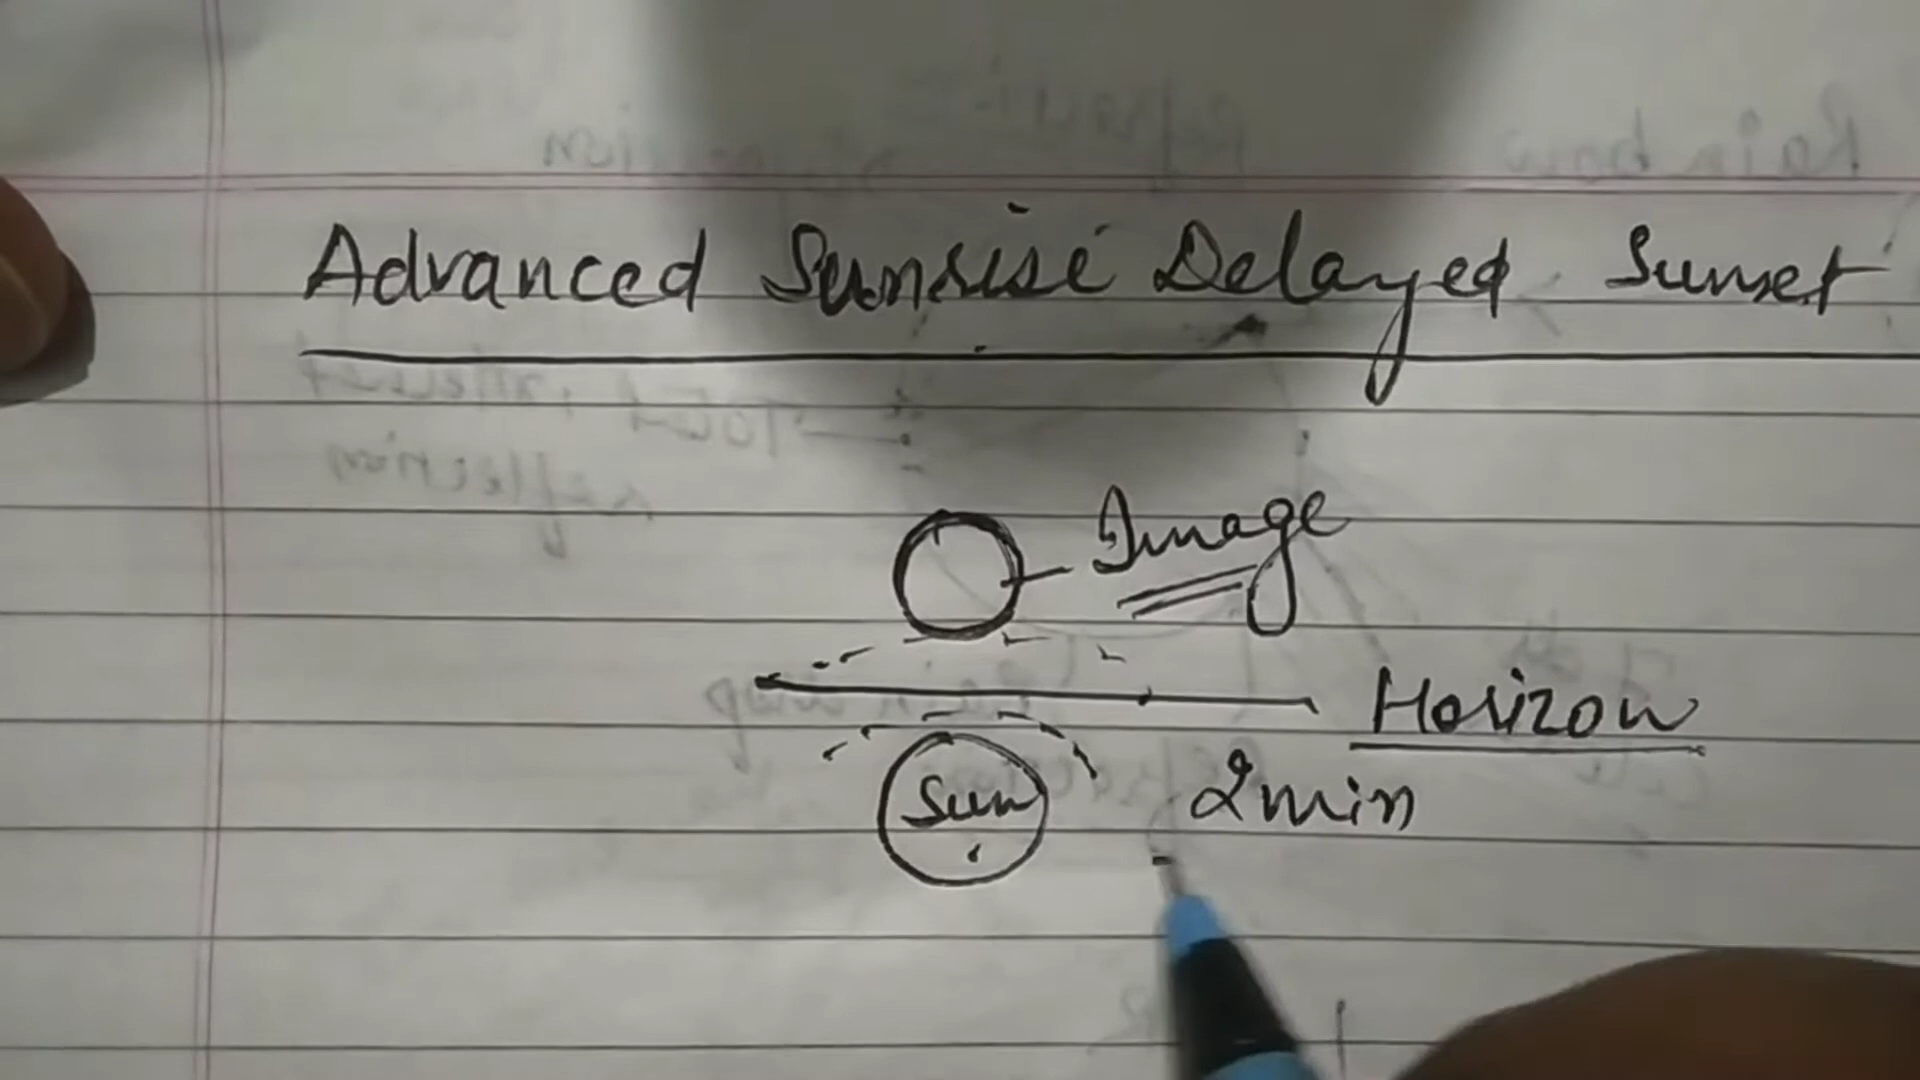 Advanced Sunrise Delayed Sunset
Image
Horizon
Sun
2min